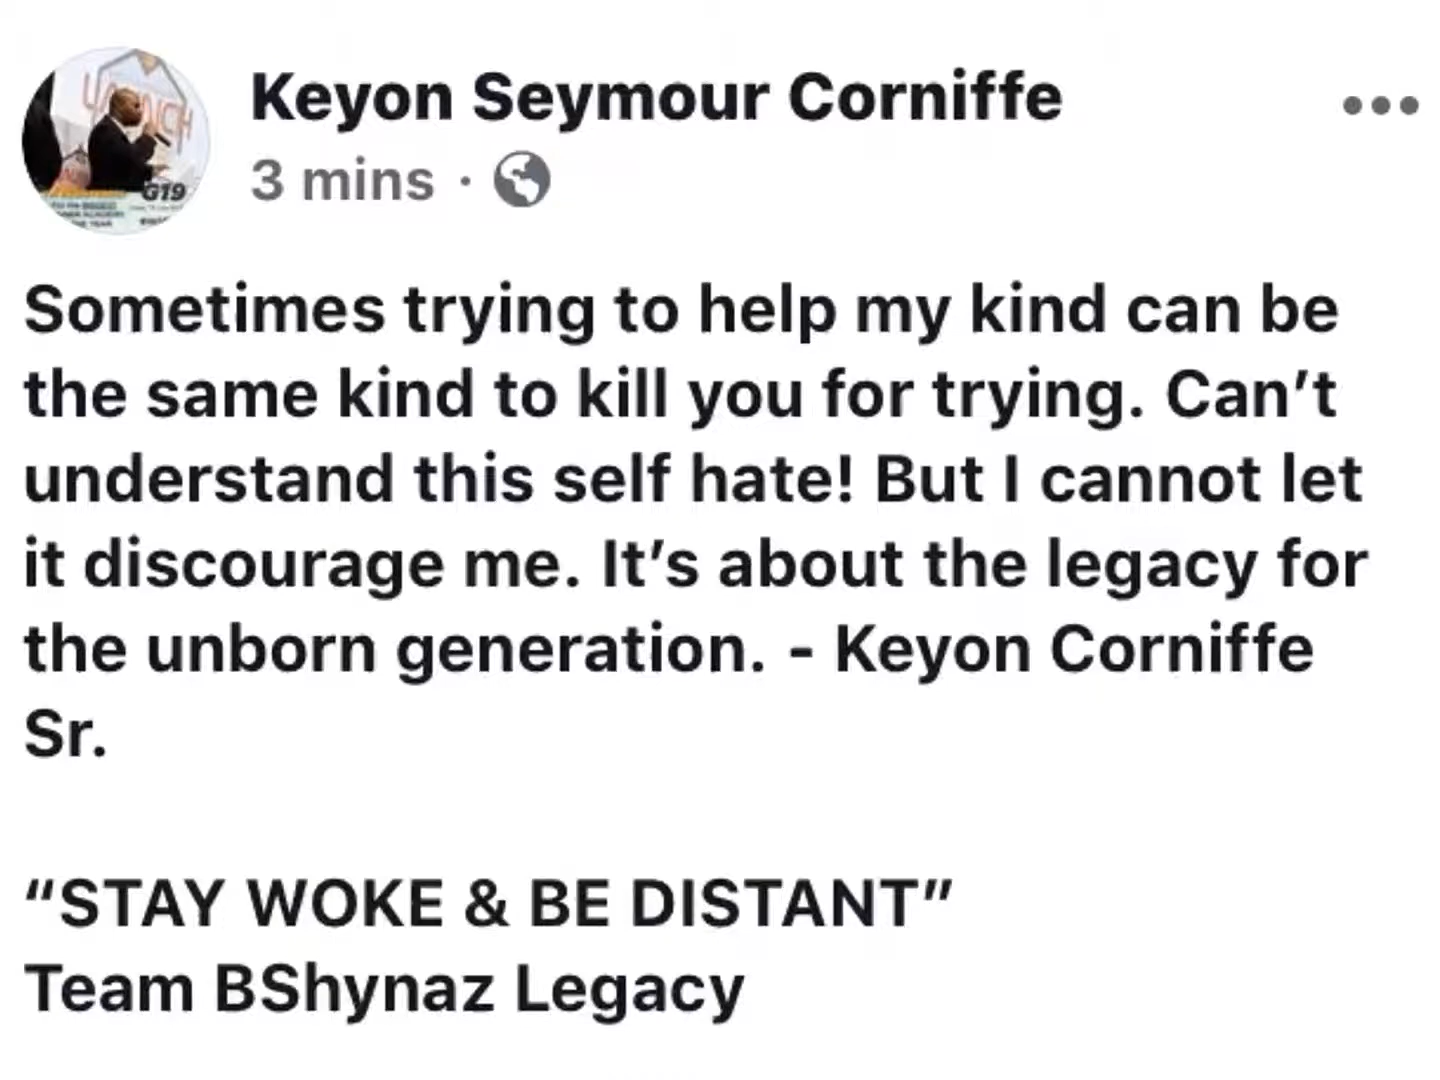 Keyon Seymour Corniffe
3 mins ·
Sometimes trying to help my kind can be
the same kind to kill you for trying. Can’t
understand this self hate! But I cannot let
it discourage me. It’s about the legacy for
the unborn generation. - Keyon Corniffe
Sr.
“STAY WOKE & BE DISTANT”
Team BShynaz Legacy
G19